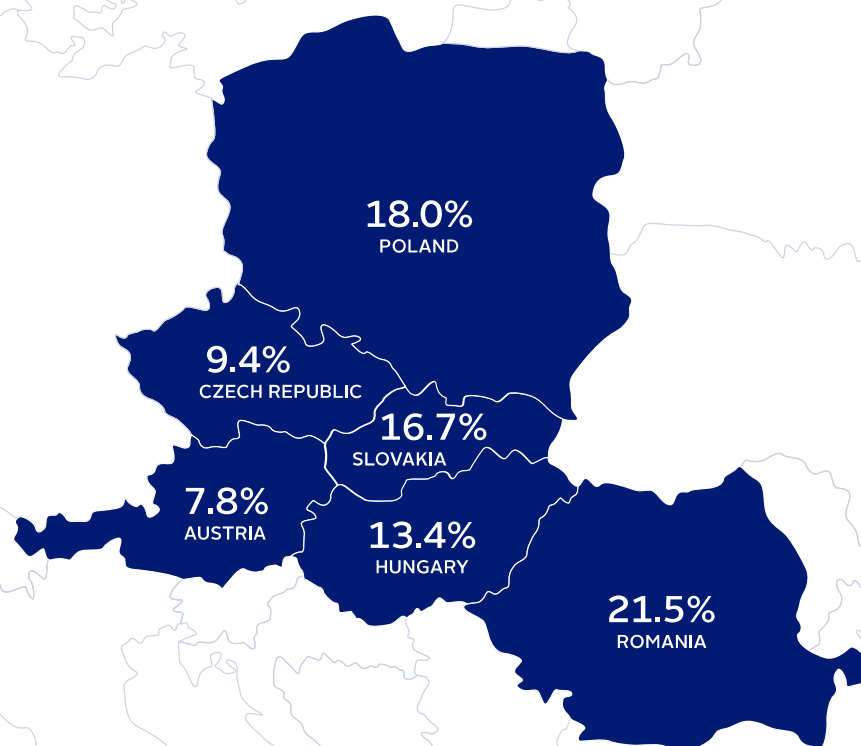 18.0%
POLAND
9.4%
CZECH REPUBLIC
16.7%
SLOVAKIA
7.8%
AUSTRIA
13.4%
HUNGARY
21.5%
ROMANIA